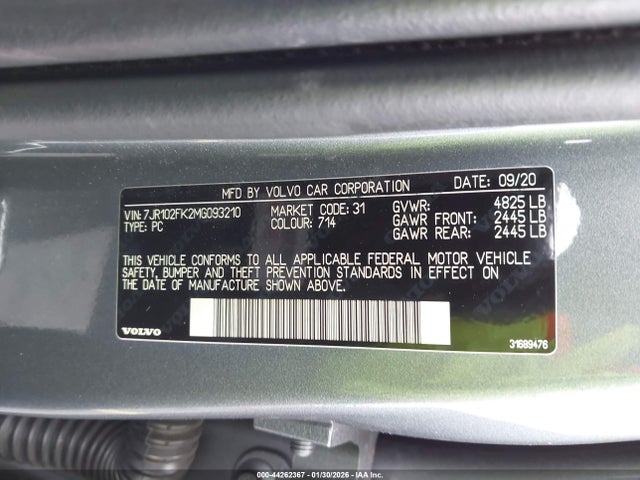 MFD BY VOLVO CAR CORPORATION DATE: 09/20
VIN: 7JR102FK2MG093210 MARKET CODE: 31 GVWR: 4825 LB
TYPE: PC COLOUR: 714 GAWR FRONT: 2445 LB
GAWR REAR: 2445 LB
THIS VEHICLE CONFORMS TO ALL APPLICABLE FEDERAL MOTOR VEHICLE
SAFETY, BUMPER AND THEFT PREVENTION STANDARDS IN EFFECT ON
THE DATE OF MANUFACTURE SHOWN ABOVE.
VOLVO 31689476
000-44262367 - 01/30/2026 - IAA Inc.